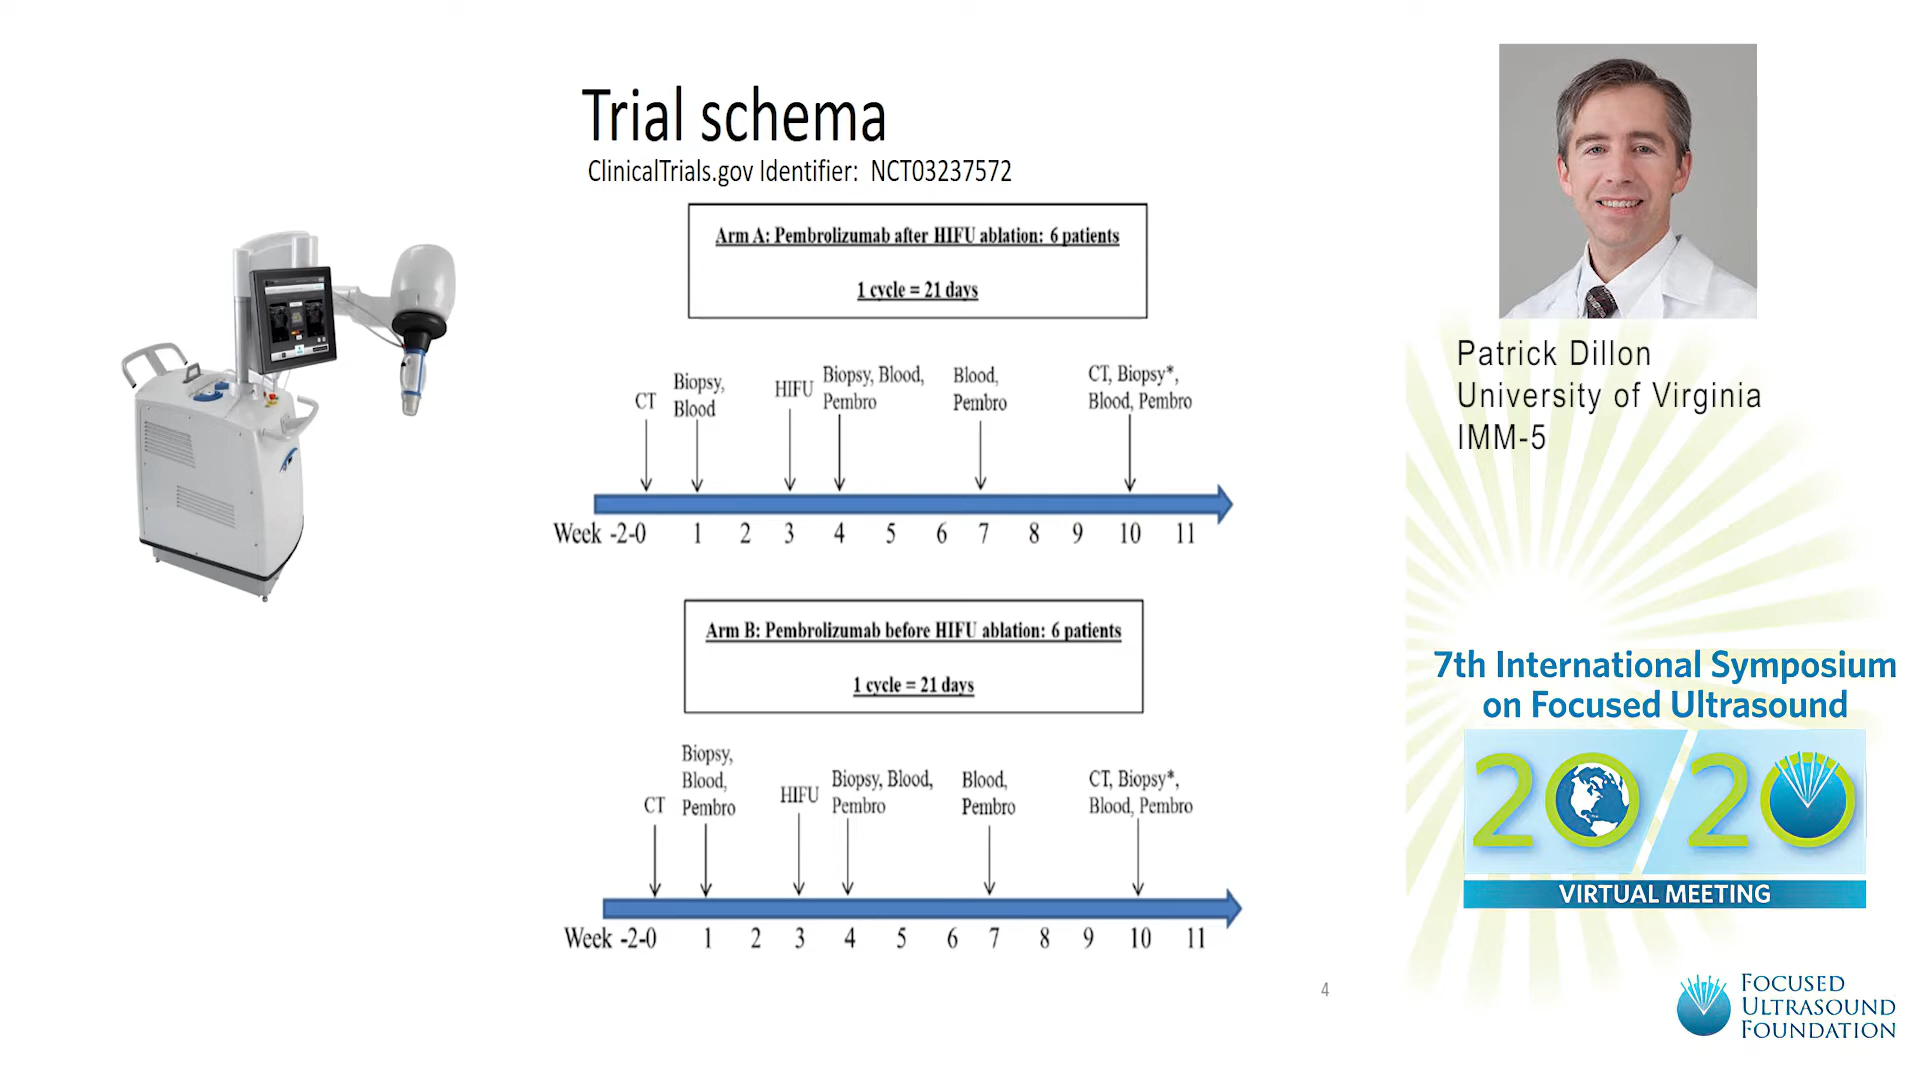 Trial schema
ClinicalTrials.gov Identifier: NCT03237572
Arm A: Pembrolizumab after HIFU ablation: 6 patients
1 cycle = 21 days
CT
Biopsy,
Blood
HIFU
Biopsy, Blood,
Pembro
Blood,
Pembro
CT, Biopsy*,
Blood, Pembro
Week -2-0 1 2 3 4 5 6 7 8 9 10 11
Arm B: Pembrolizumab before HIFU ablation: 6 patients
1 cycle = 21 days
CT
Biopsy,
Blood,
Pembro
HIFU
Biopsy, Blood,
Pembro
Blood,
Pembro
CT, Biopsy*,
Blood, Pembro
Week -2-0 1 2 3 4 5 6 7 8 9 10 11
4
Patrick Dillon
University of Virginia
IMM-5
7th International Symposium
on Focused Ultrasound
20/20
VIRTUAL MEETING
FOCUSED
ULTRASOUND
FOUNDATION